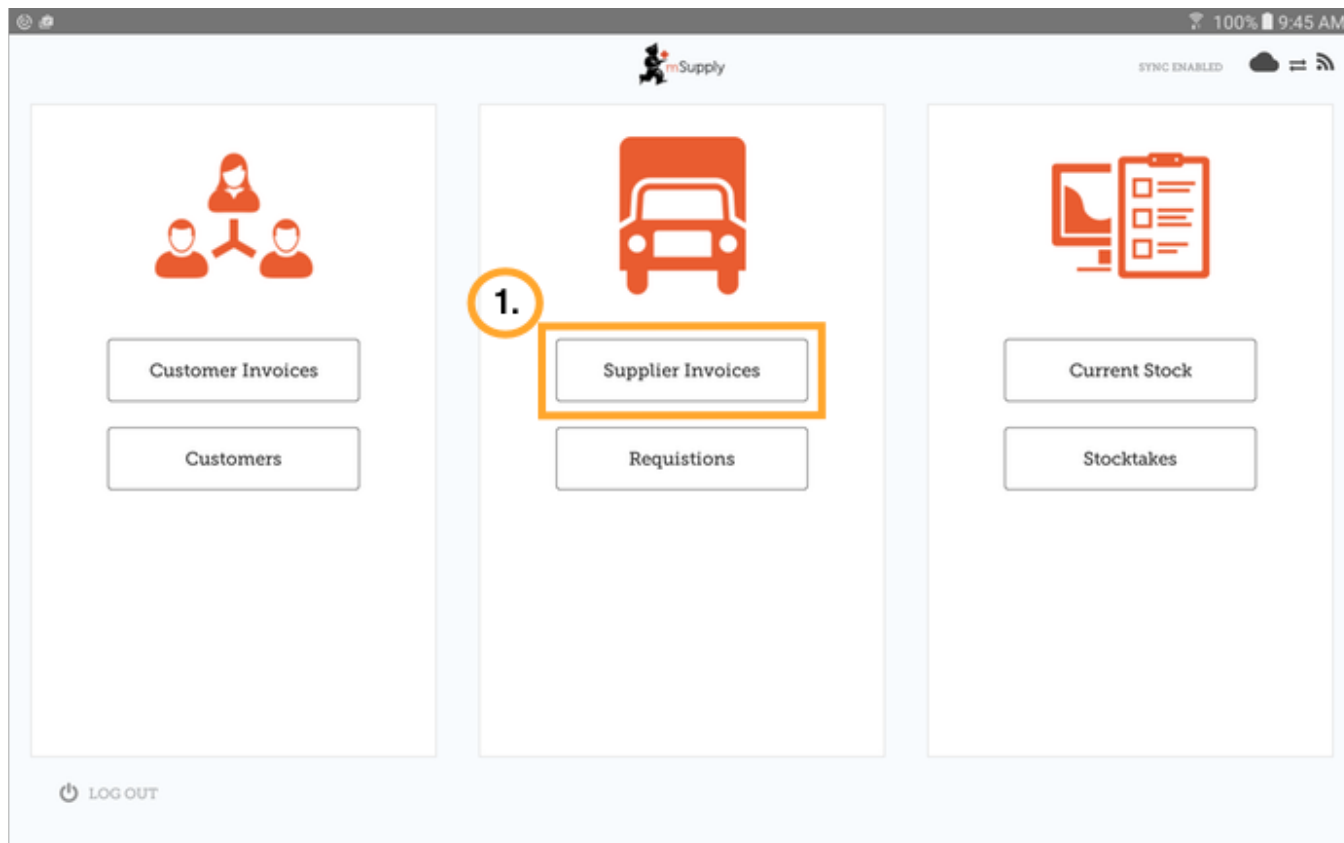 100% 9:45 AM
mSupply
SYNC ENABLED
1.
Customer Invoices
Supplier Invoices
Current Stock
Customers
Requistions
Stocktakes
LOG OUT